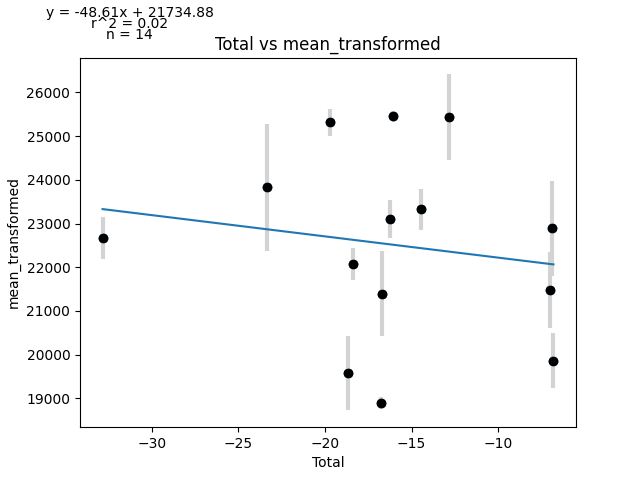 y = -48.61x + 21734.88
r^2 = 0.02
n = 14
Total vs mean_transformed
mean_transformed
26000
25000
24000
23000
22000
21000
20000
19000
−30
−25
−20
−15
−10
Total